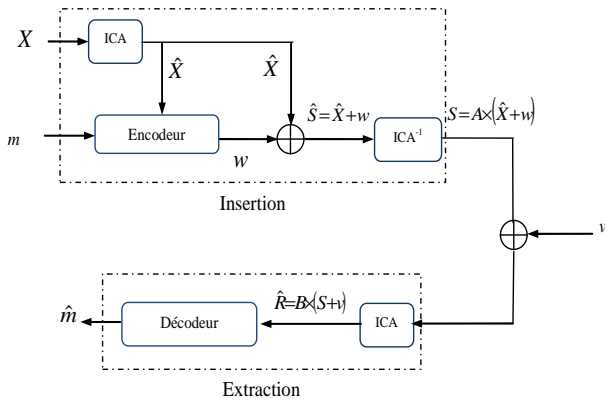 X
ICA
X̂
X̂
m
Encodeur
w
Ŝ=X̂+w
ICA⁻¹
S=A×(X̂+w)
Insertion
v
m̂
Décodeur
R̂=B×(S+v)
ICA
Extraction